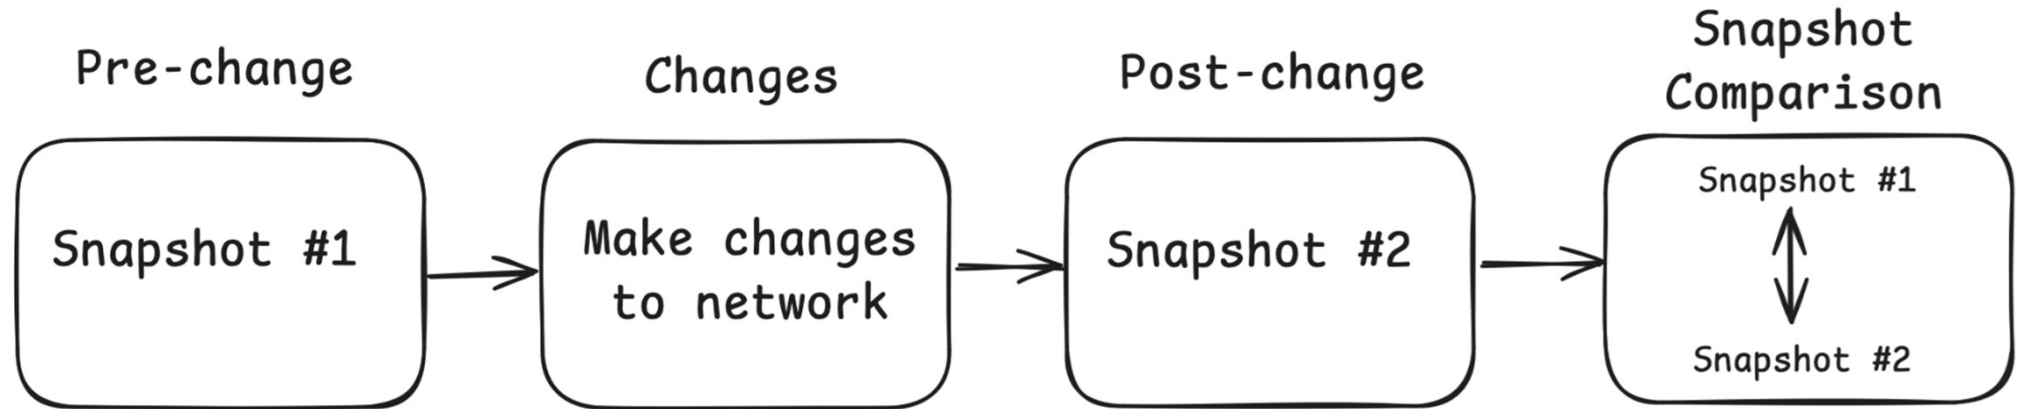 Pre-change
Snapshot #1
Changes
Make changes
to network
Post-change
Snapshot #2
Snapshot
Comparison
Snapshot #1
Snapshot #2